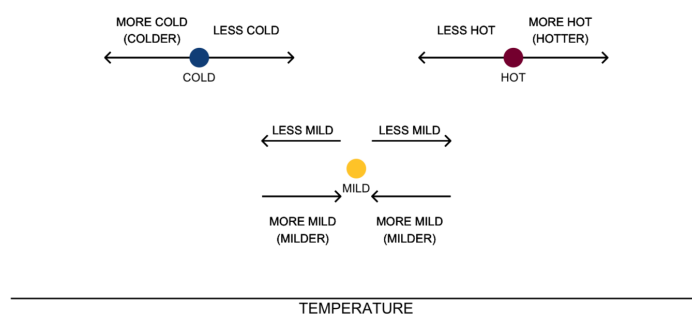 MORE COLD
(COLDER)
LESS COLD
COLD
LESS HOT
MORE HOT
(HOTTER)
HOT
LESS MILD
LESS MILD
MILD
MORE MILD
(MILDER)
MORE MILD
(MILDER)
TEMPERATURE